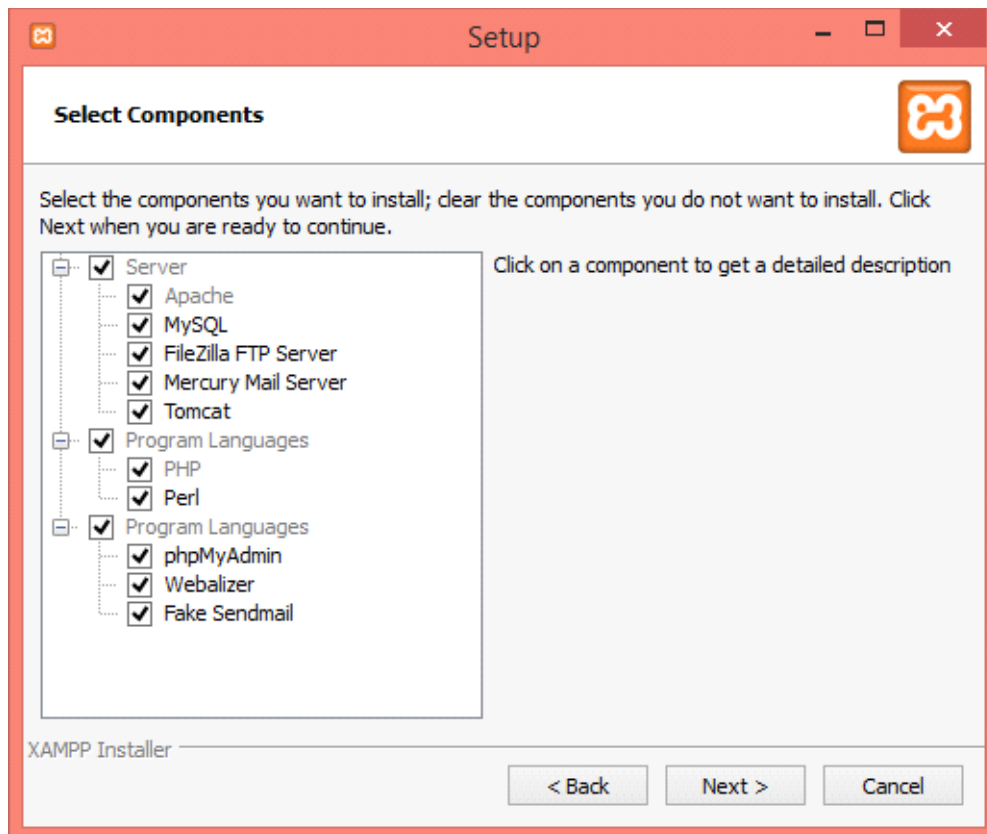 Setup
Select Components
Select the components you want to install; clear the components you do not want to install. Click
Next when you are ready to continue.
Server
Click on a component to get a detailed description
Apache
MySQL
FileZilla FTP Server
Mercury Mail Server
Tomcat
Program Languages
PHP
Perl
Program Languages
phpMyAdmin
Webalizer
Fake Sendmail
XAMPP Installer
< Back
Next >
Cancel